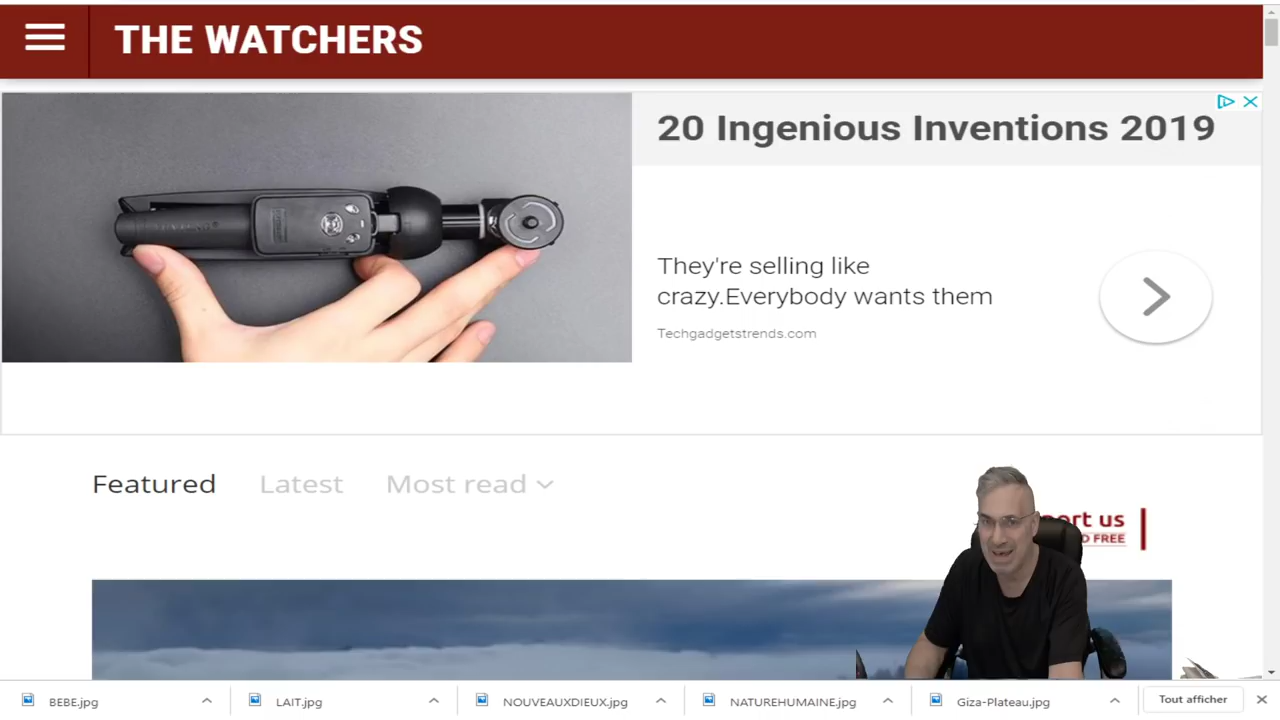 THE WATCHERS
20 Ingenious Inventions 2019
They're selling like
crazy.Everybody wants them
Techgadgetstrends.com
Featured Latest Most read
ort us
D FREE
BEBE.jpg LAIT.jpg NOUVEAUXDIEUX.jpg NATUREHUMAINE.jpg Giza-Plateau.jpg Tout afficher